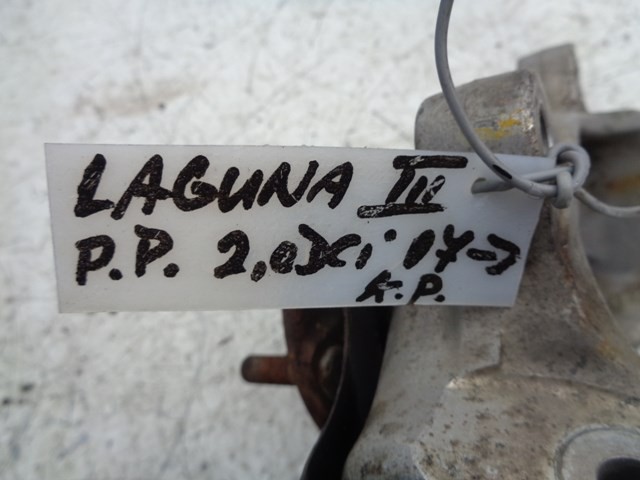 LAGUNA III
P.P. 2,0DCi 07->
K.P.